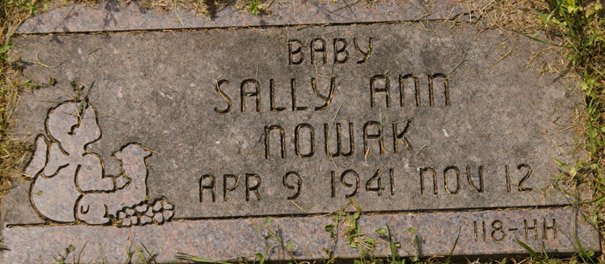 BABY
SALLY ANN
NOWAK
APR 9 1941 NOV 12
118-HH